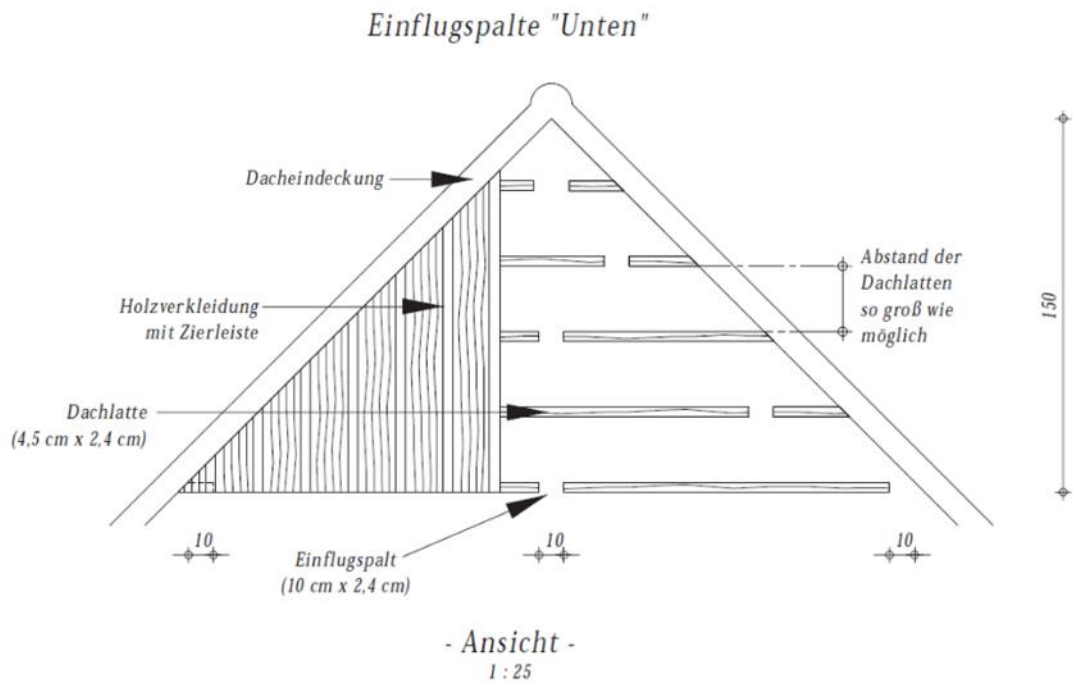 Einflugspalte "Unten"
Dacheindeckung
Holzverkleidung
mit Zierleiste
Dachlatte
(4,5 cm x 2,4 cm)
Abstand der
Dachlatten
so groß wie
möglich
150
10
10
10
Einflugspalt
(10 cm x 2,4 cm)
- Ansicht -
1 : 25